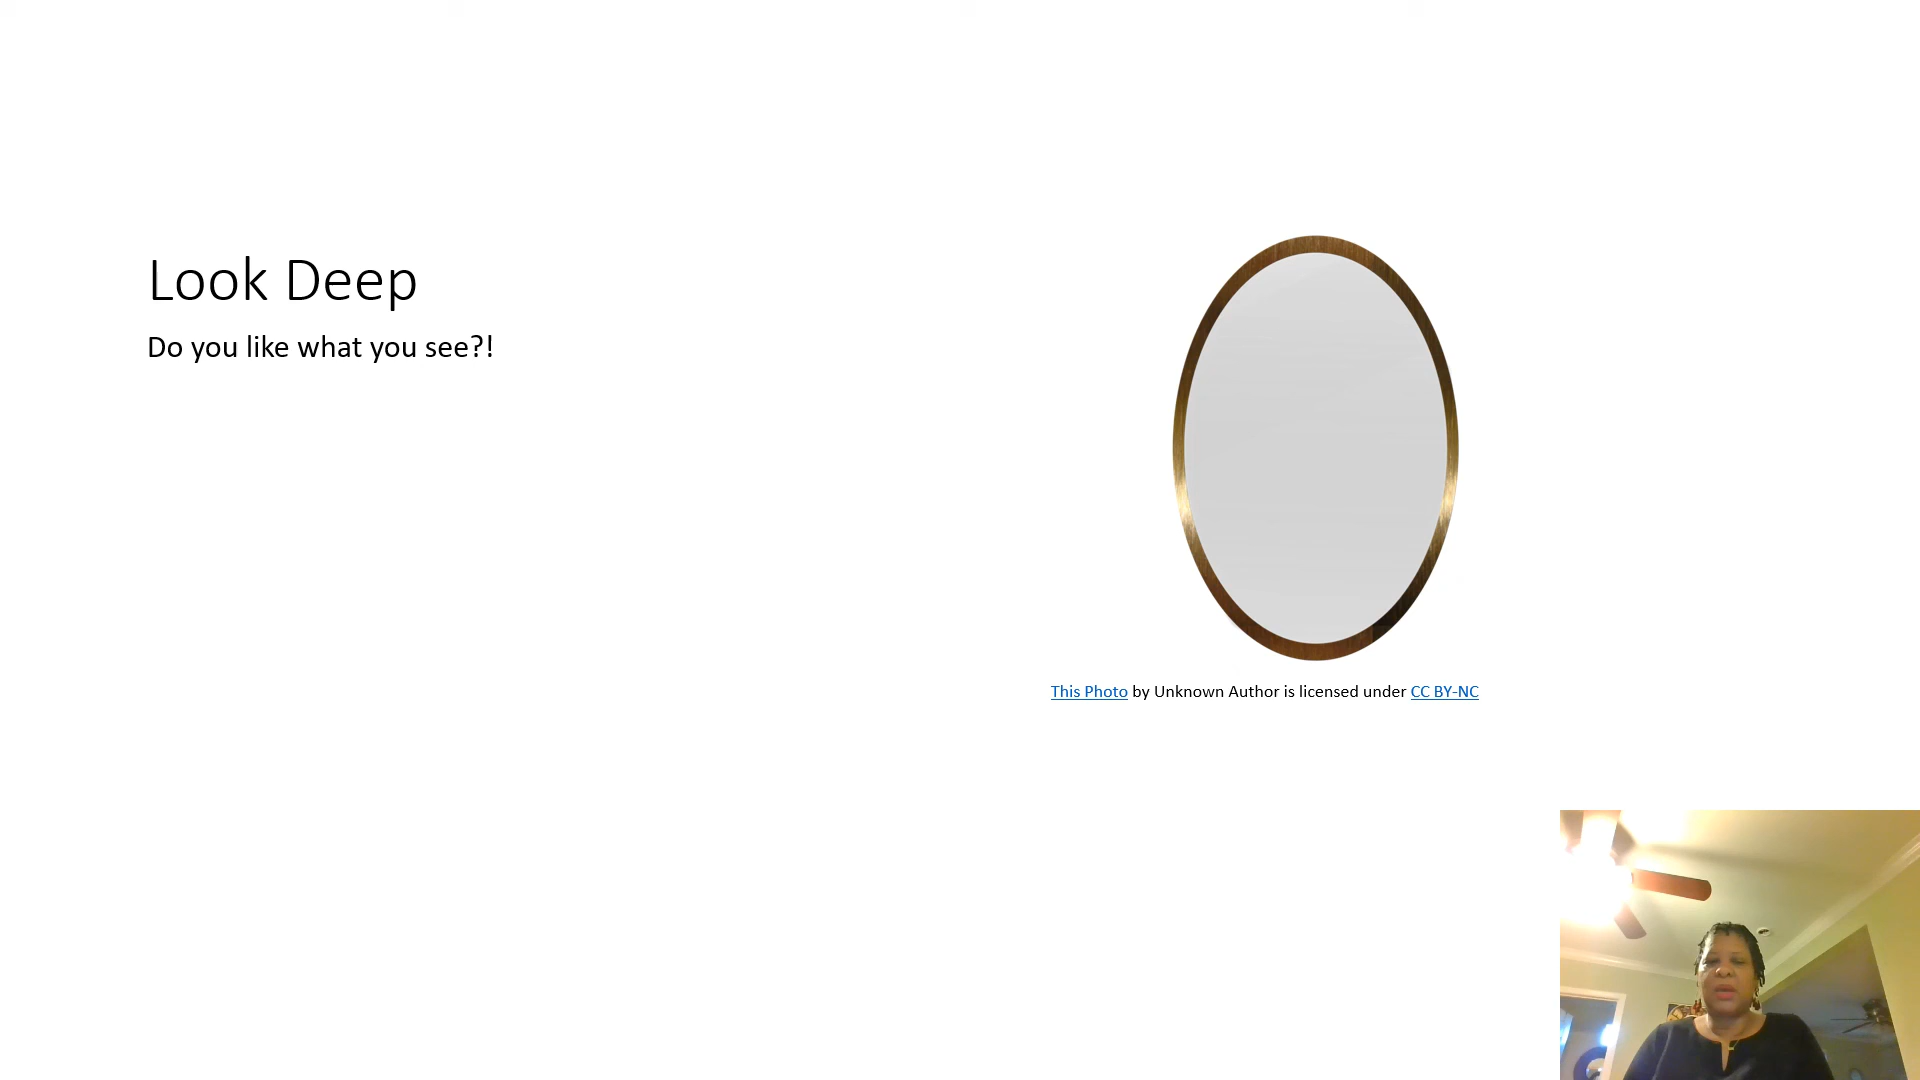 Look Deep
Do you like what you see?!
This Photo by Unknown Author is licensed under CC BY-NC